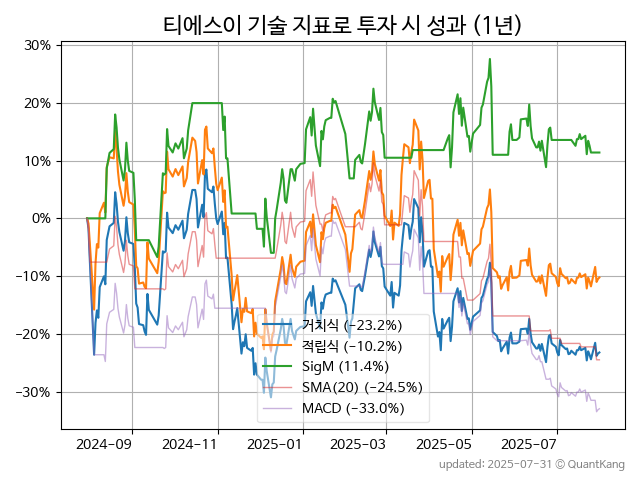 티에스이 기술 지표로 투자 시 성과 (1년)
30%
20%
10%
0%
−10%
−20%
−30%
거치식 (−23.2%)
적립식 (−10.2%)
SigM (11.4%)
SMA(20) (−24.5%)
MACD (−33.0%)
2024−09 2024−11 2025−01 2025−03 2025−05 2025−07
updated: 2025-07-31 © QuantKang